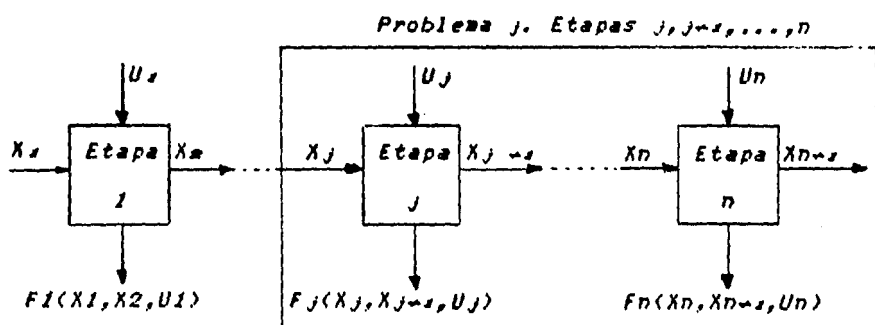 Problema j. Etapas j,j+1,...,n
U1 Uj Un
X1 Etapa X2 Xj Etapa Xj+1 Xn Etapa Xn+1
1 j n
F1(X1,X2,U1) Fj(Xj,Xj+1,Uj) Fn(Xn,Xn+1,Un)